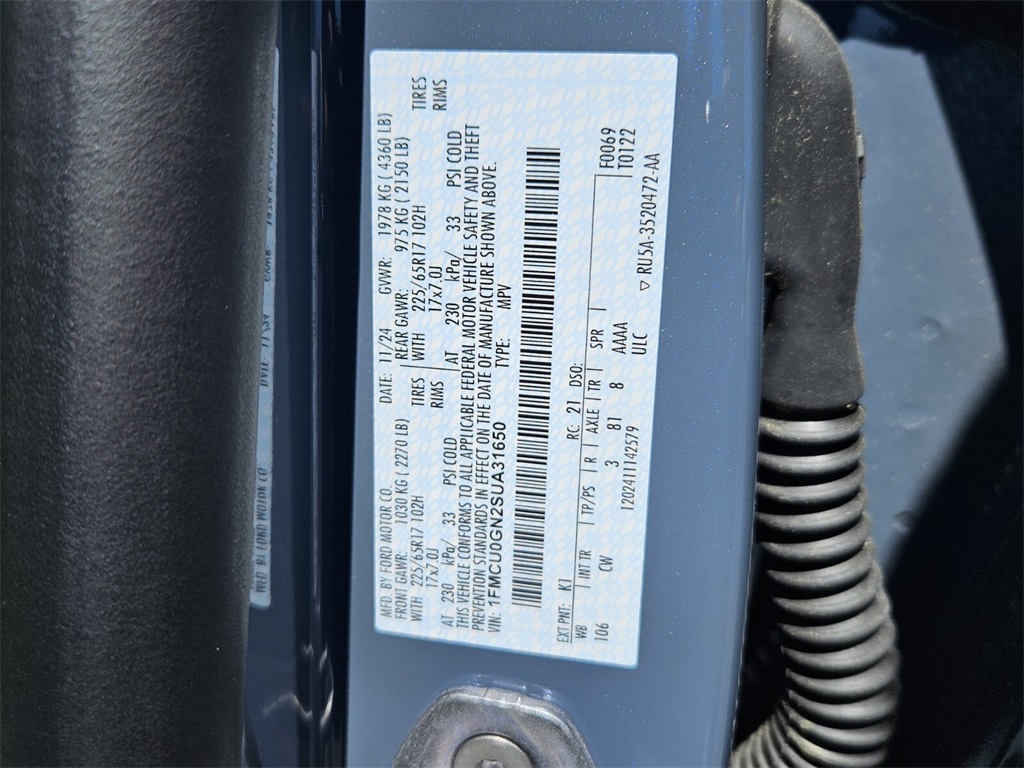 MFD. BY FORD MOTOR CO. DATE: 11/24 GVWR: 1978 KG ( 4360 LB)
FRONT GAWR: 1030 KG ( 2270 LB) REAR GAWR: 975 KG ( 2150 LB)
WITH 225/65R17 102H TIRES WITH 225/65R17 102H TIRES
17x7.0J RIMS 17x7.0J RIMS
AT 230 kPa/ 33 PSI COLD AT 230 kPa/ 33 PSI COLD
THIS VEHICLE CONFORMS TO ALL APPLICABLE FEDERAL MOTOR VEHICLE SAFETY AND THEFT
PREVENTION STANDARDS IN EFFECT ON THE DATE OF MANUFACTURE SHOWN ABOVE.
VIN: 1FMCU0GN2SUA31650 TYPE: MPV
EXT PNT: K1 RC: 21 DSO: F0069
WB INT TR TP/PS R AXLE TR SPR T0122
106 CW 3 81 8 AAAA
ULC
1202411142579 ▽ RU5A-3520472-AA